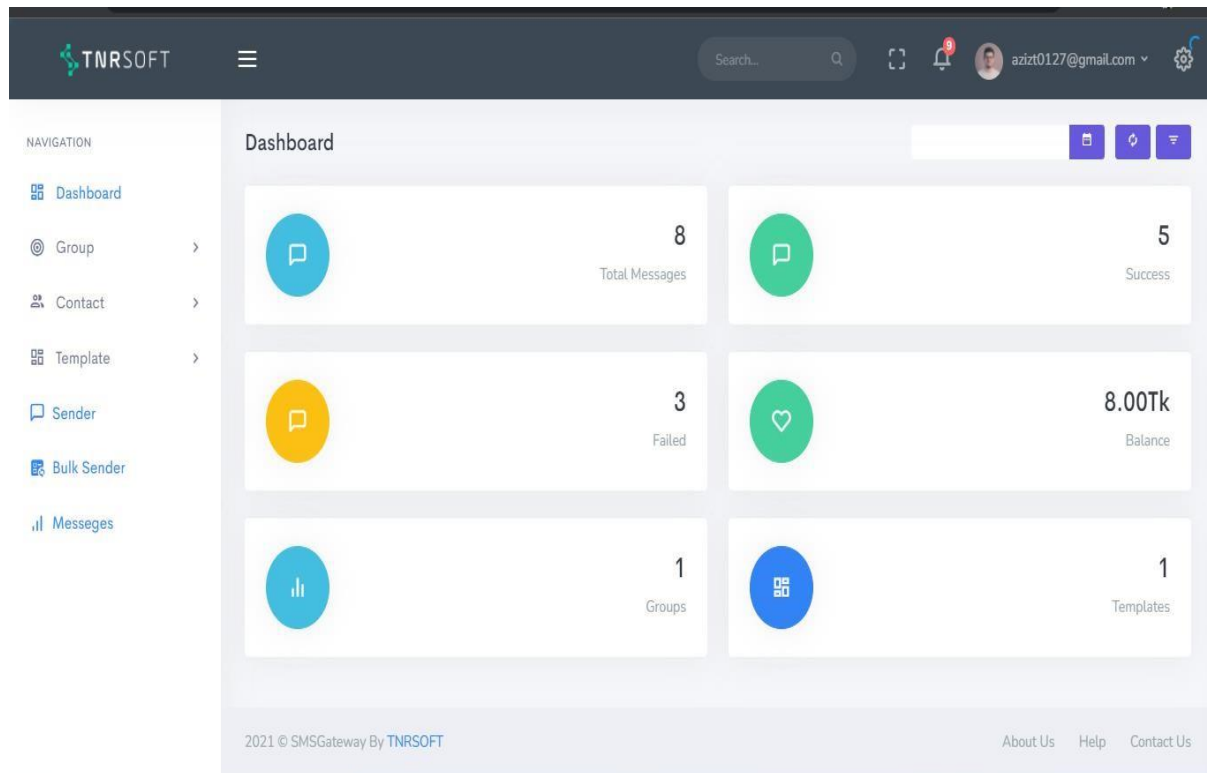 TNRSOFT
Search...
9
azizt0127@gmail.com
NAVIGATION
Dashboard
Group
Contact
Template
Sender
Bulk Sender
Messeges
Dashboard
8
Total Messages
5
Success
3
Failed
8.00Tk
Balance
1
Groups
1
Templates
2021 © SMSGateway By TNRSOFT
About Us Help Contact Us